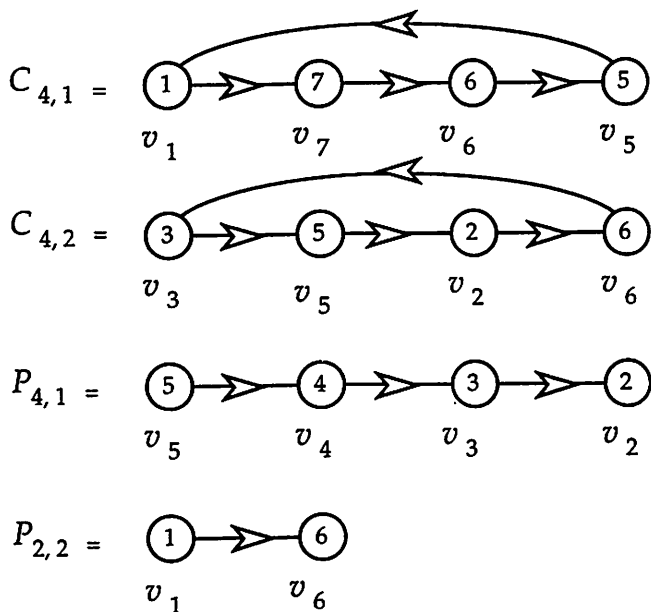 C4,1 = 1 7 6 5
v1 v7 v6 v5
C4,2 = 3 5 2 6
v3 v5 v2 v6
P4,1 = 5 4 3 2
v5 v4 v3 v2
P2,2 = 1 6
v1 v6